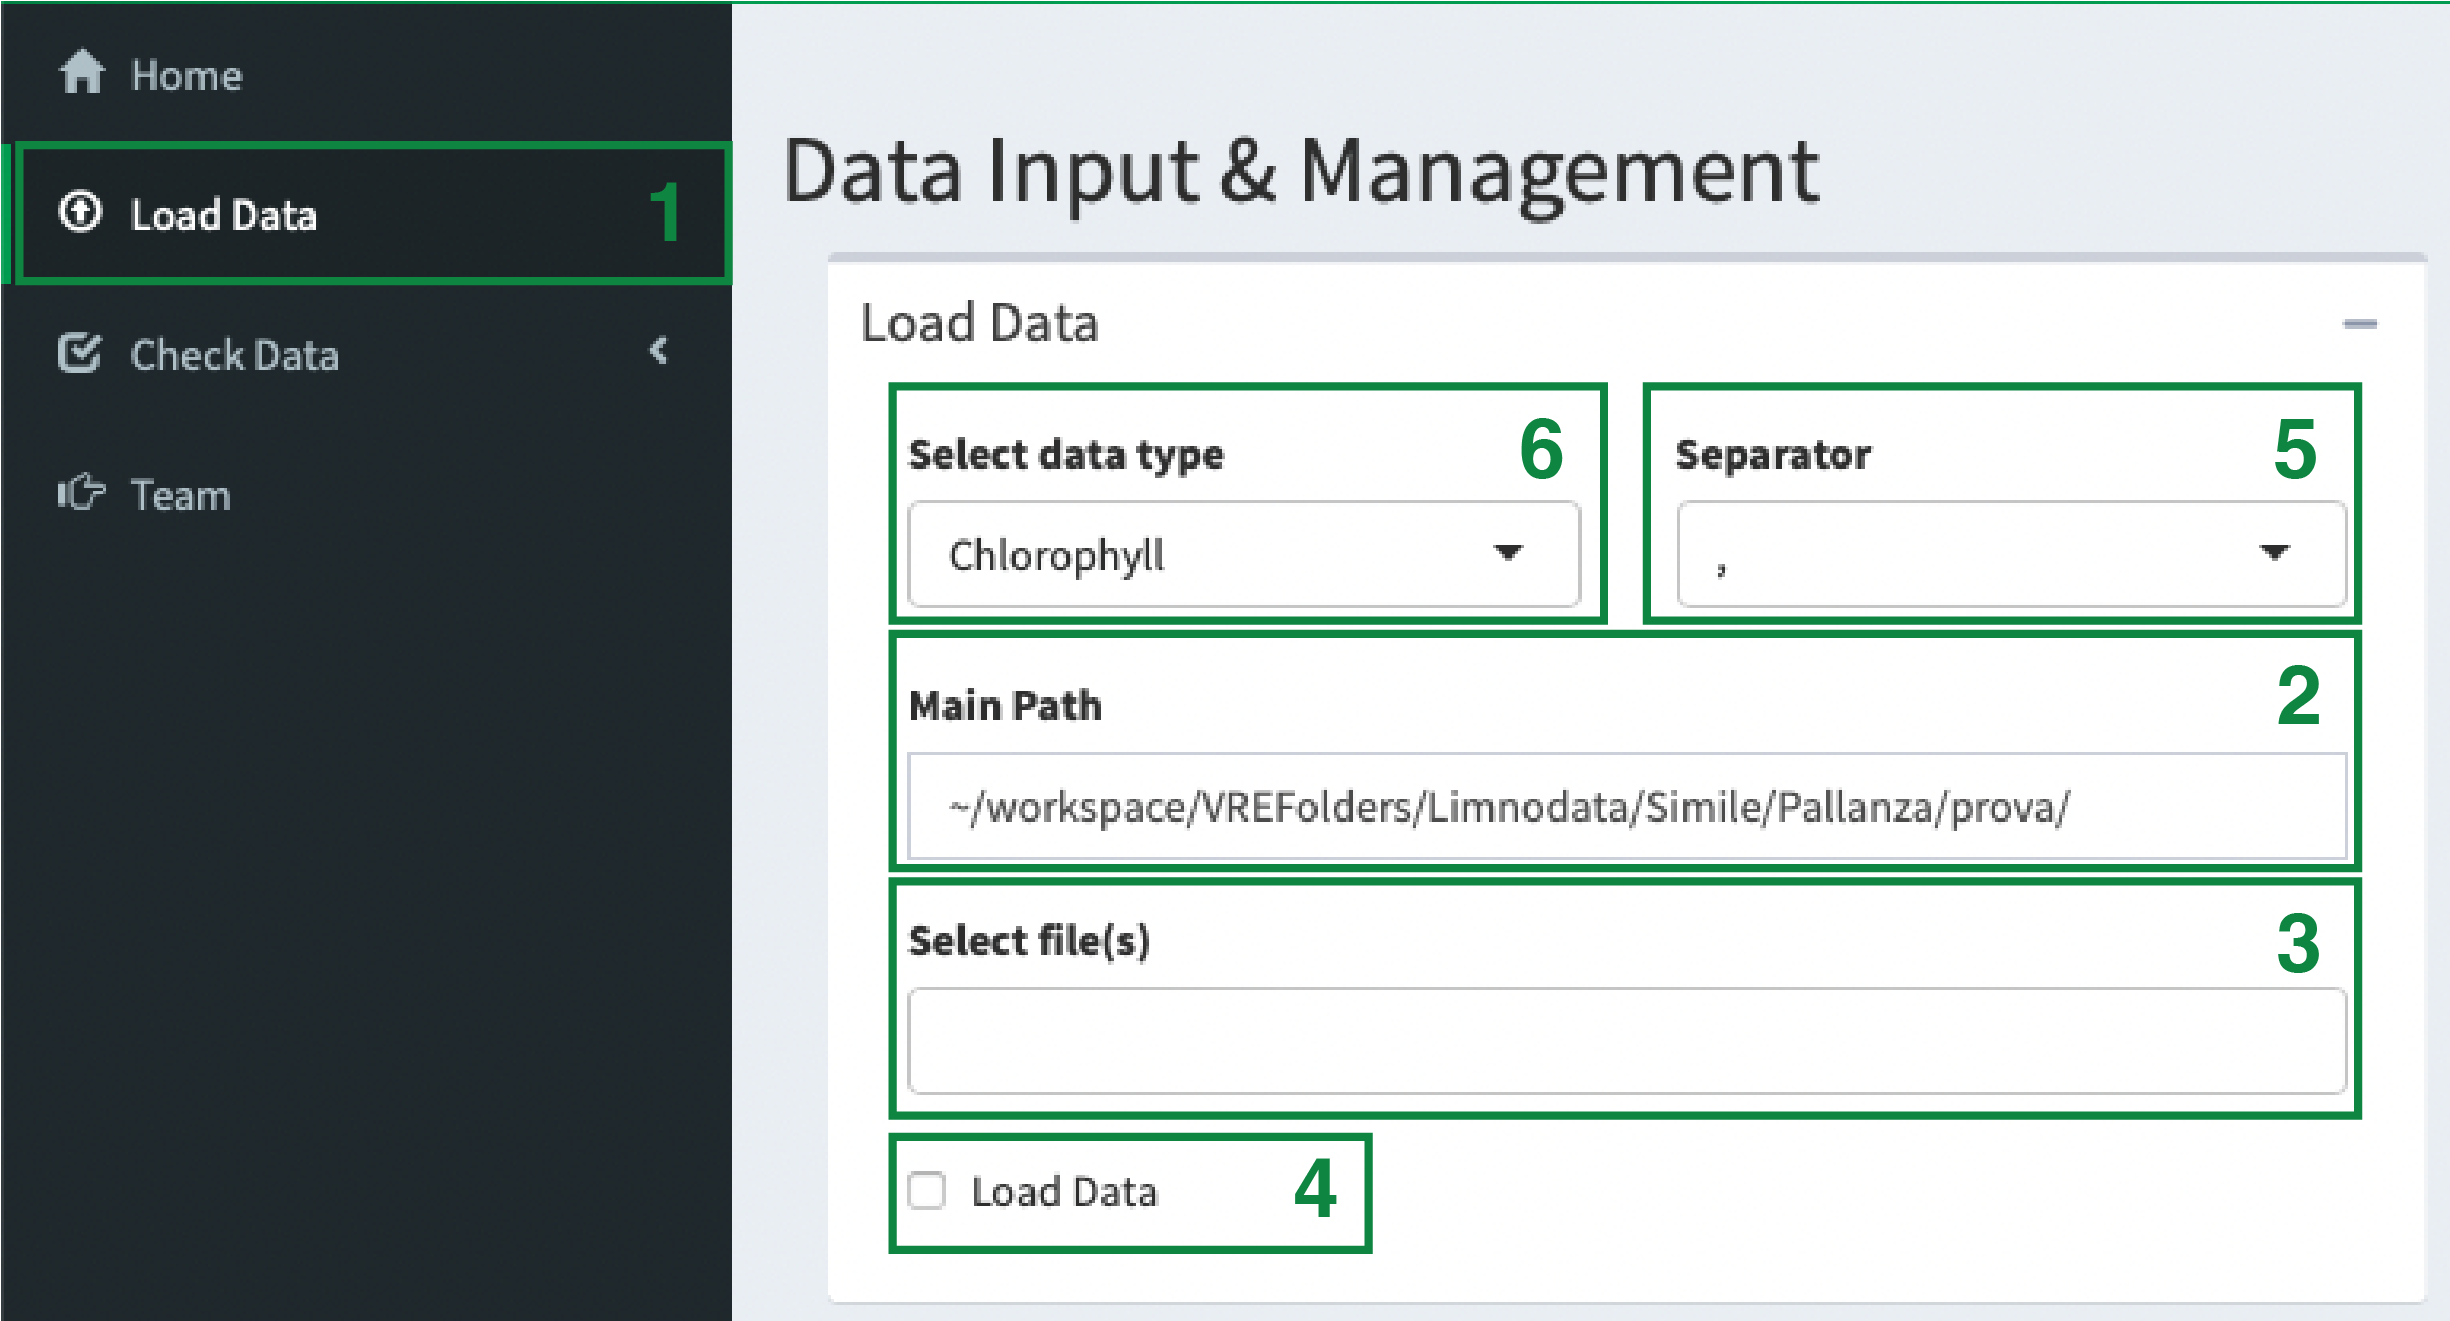 Home
Load Data 1
Check Data
Team
Data Input & Management
Load Data
Select data type 6
Chlorophyll
Separator 5
,
Main Path 2
~/workspace/VREFolders/Limnodata/Simile/Pallanza/prova/
Select file(s) 3
Load Data 4